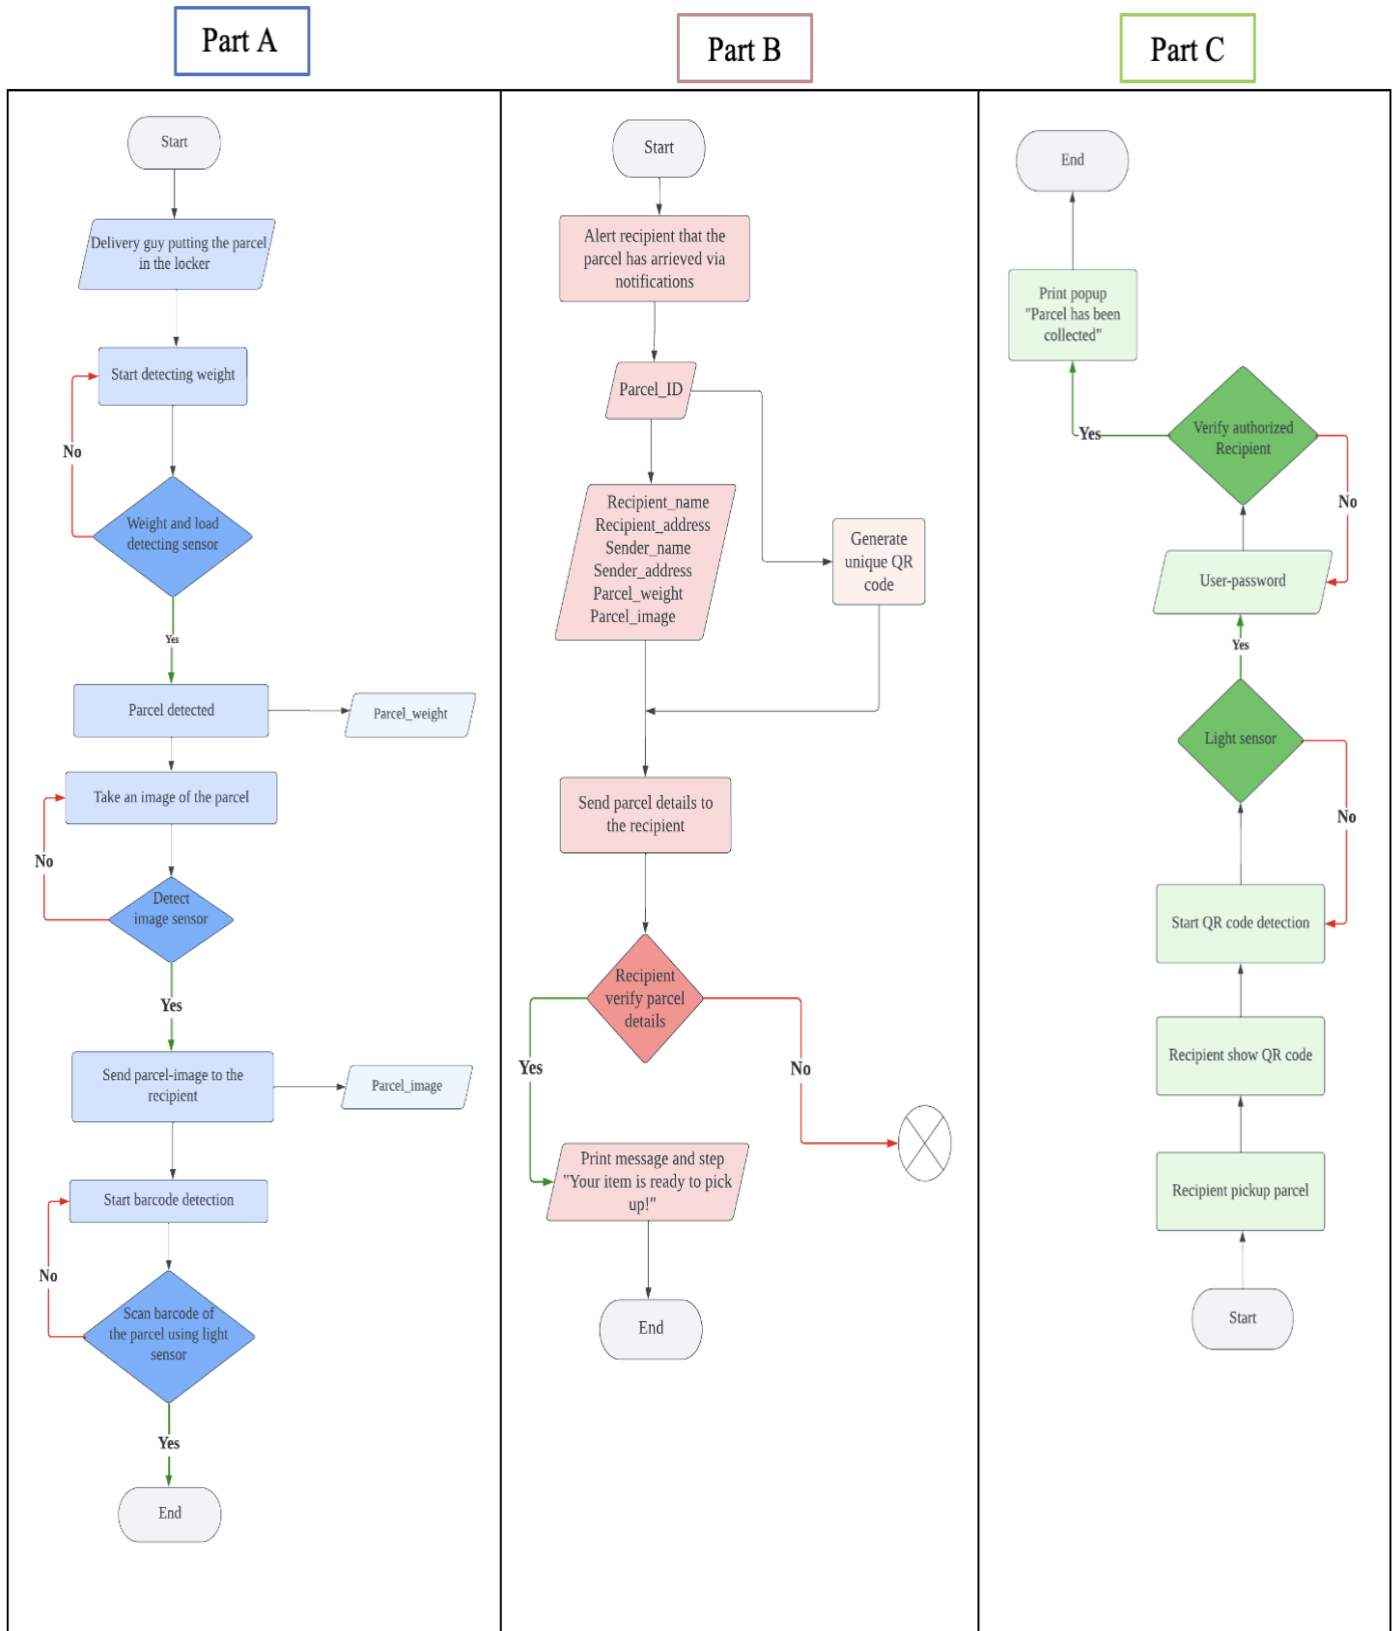 Part A
Part B
Part C
Start
Delivery guy putting the parcel
in the locker
Start detecting weight
No
Weight and load
detecting sensor
Yes
Parcel detected
Parcel_weight
Take an image of the parcel
No
Detect
image sensor
Yes
Send parcel-image to the
recipient
Parcel_image
Start barcode detection
No
Scan barcode of
the parcel using light
sensor
Yes
End
Start
Alert recipient that the
parcel has arrieved via
notifications
Parcel_ID
Recipient_name
Recipient_address
Sender_name
Sender_address
Parcel_weight
Parcel_image
Generate
unique QR
code
Send parcel details to
the recipient
Recipient
verify parcel
details
Yes
No
Print message and step
"Your item is ready to pick
up!"
End
End
Print popup
"Parcel has been
collected"
Yes
Verify authorized
Recipient
No
User-password
Yes
Light sensor
No
Start QR code detection
Recipient show QR code
Recipient pickup parcel
Start